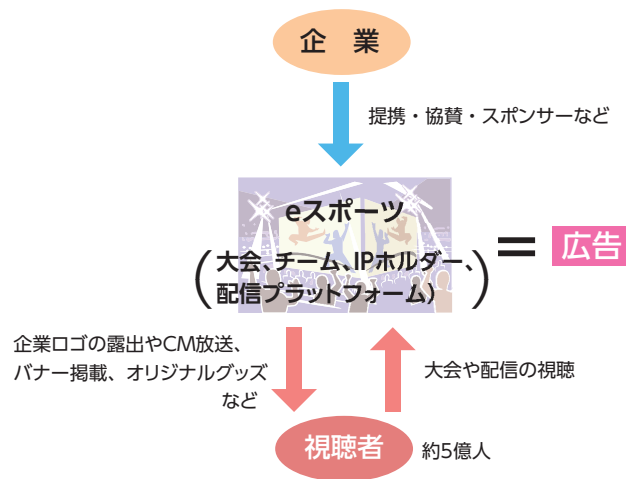 企 業
提携・協賛・スポンサーなど
eスポーツ
(大会、チーム、IPホルダー、
配信プラットフォーム))
= 広告
企業ロゴの露出やCM放送、
バナー掲載、オリジナルグッズ
など
大会や配信の視聴
視聴者
約5億人